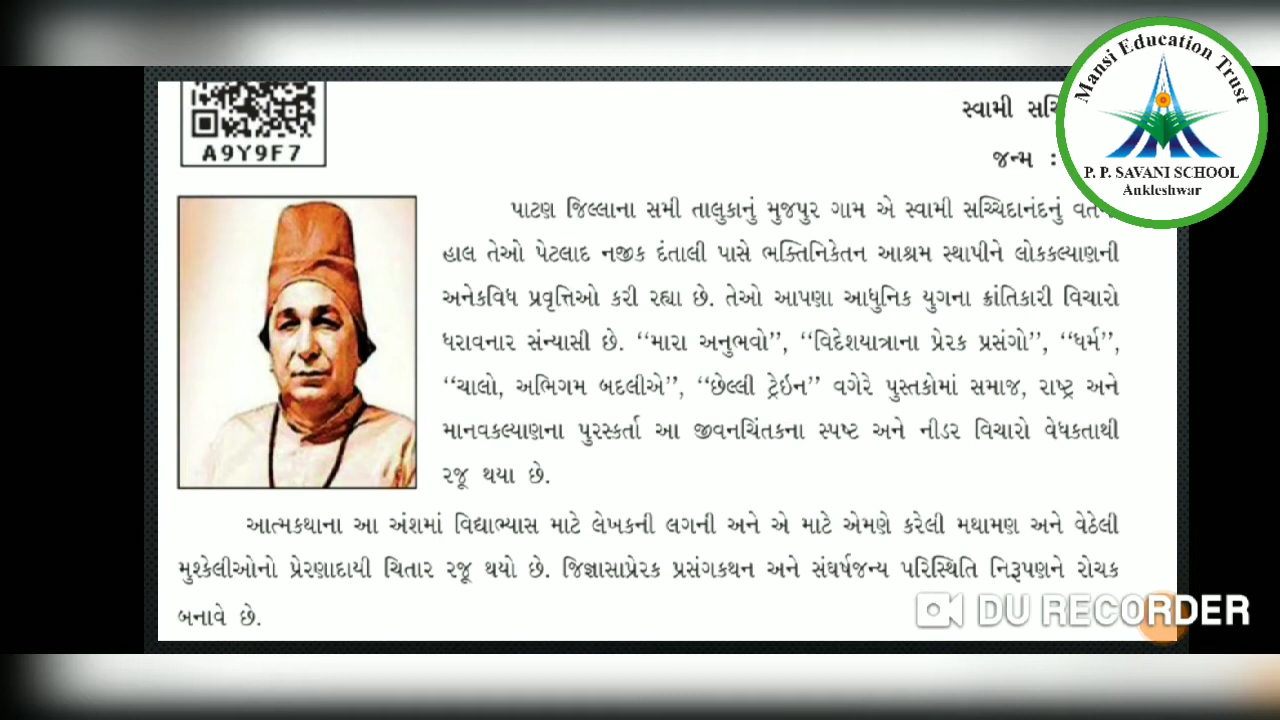 Mansi Education Trust
P. P. SAVANI SCHOOL
Ankleshwar
A9Y9F7
સ્વામી
જન્મ :
પાટણ જિલ્લાના સમી તાલુકાનું મુજપુર ગામ એ સ્વામી સચ્ચિદાનંદનું
હાલ તેઓ પેટલાદ નજીક દંતાલી પાસે ભક્તિનિકેતન આશ્રમ સ્થાપીને લોકકલ્યાણની
અનેકવિધ પ્રવૃત્તિઓ કરી રહ્યા છે. તેઓ આપણા આધુનિક યુગના ક્રાંતિકારી વિચારો
ધરાવનાર સંન્યાસી છે. “મારા અનુભવો”, “વિદેશયાત્રાના પ્રેરક પ્રસંગો”, “ધર્મ”,
“ચાલો, અભિગમ બદલીએ”, “છેલ્લી ટ્રેઇન” વગેરે પુસ્તકોમાં સમાજ, રાષ્ટ્ર અને
માનવકલ્યાણના પુરસ્કર્તા આ જીવનચિંતકના સ્પષ્ટ અને નીડર વિચારો વેધકતાથી
રજૂ થયા છે.
આત્મકથાના આ અંશમાં વિદ્યાભ્યાસ માટે લેખકની લગની અને એ માટે એમણે કરેલી મથામણ અને વેઠેલી
મુશ્કેલીઓનો પ્રેરણાદાયી ચિતાર રજૂ થયો છે. જિજ્ઞાસાપ્રેરક પ્રસંગકથન અને સંઘર્ષજન્ય પરિસ્થિતિ નિરૂપણને રોચક
બનાવે છે.
DU RECORDER